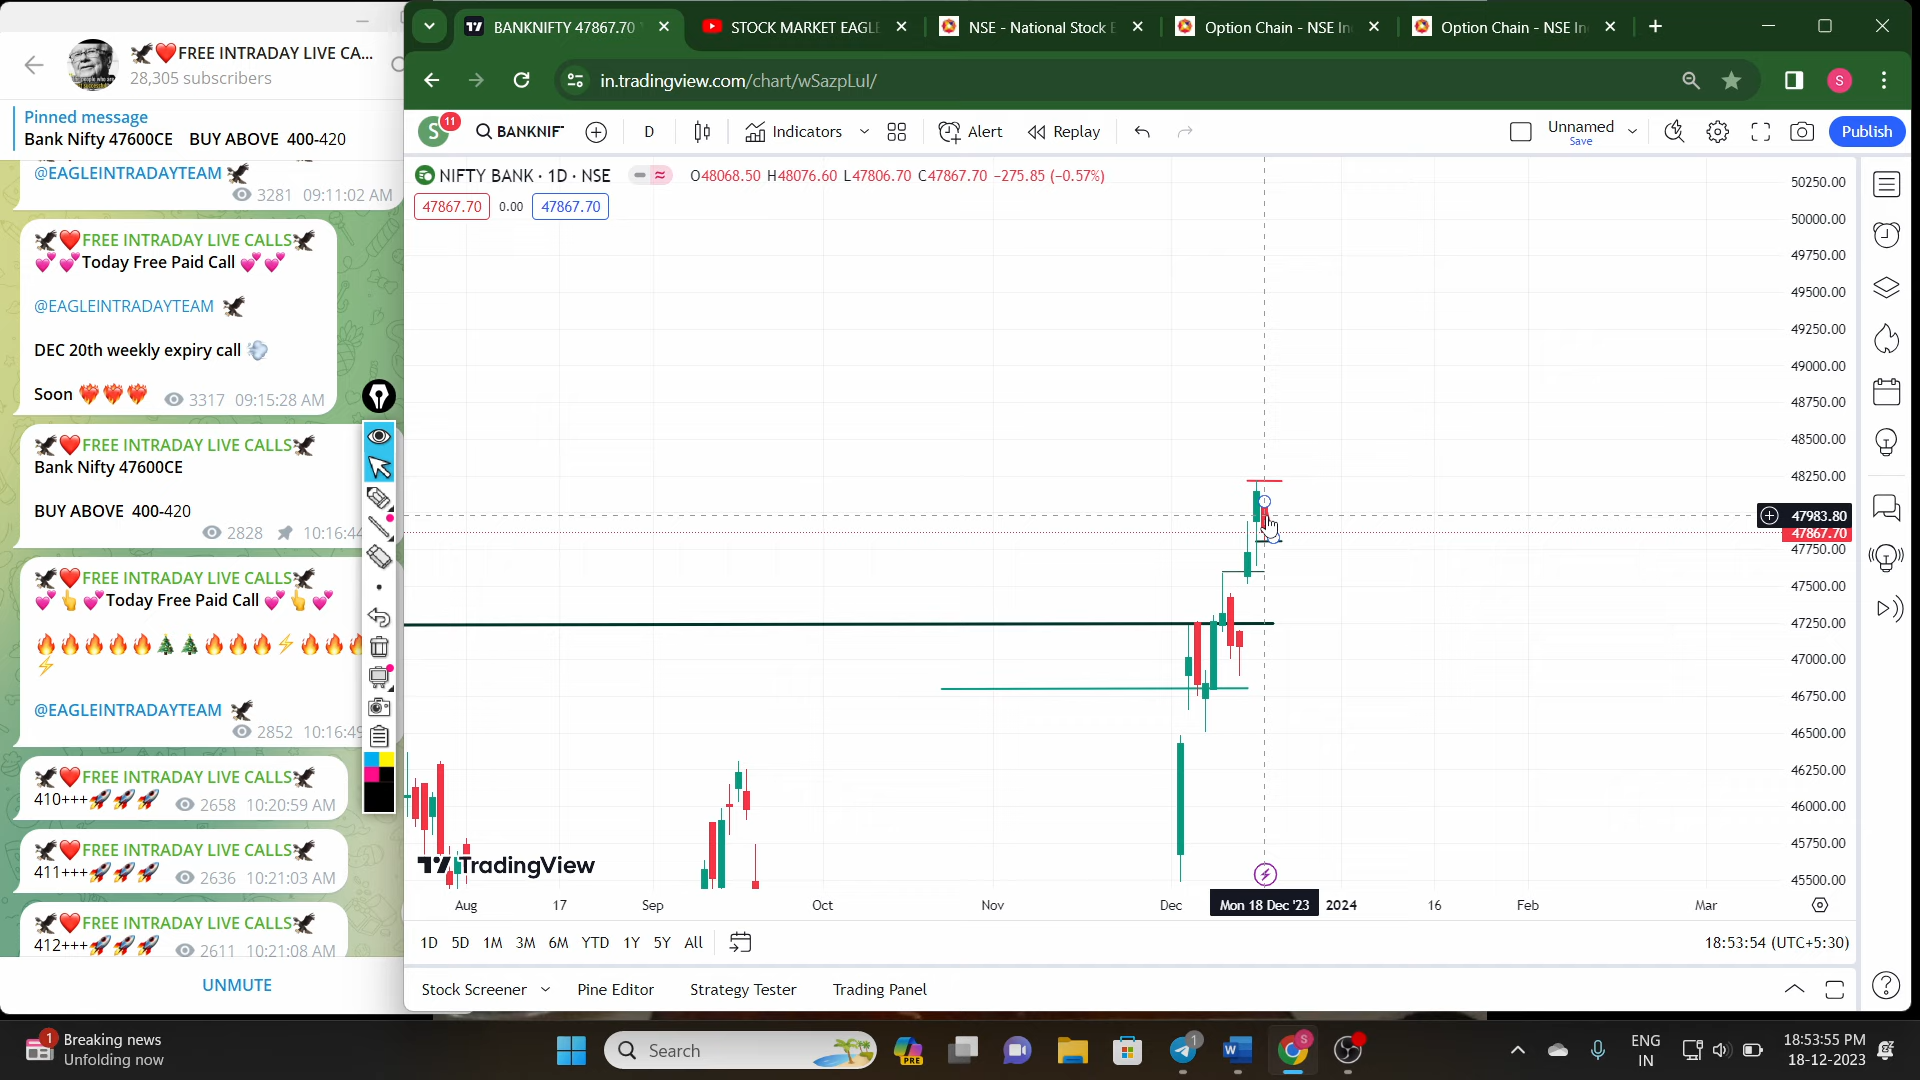 FREE INTRADAY LIVE CA...
28,305 subscribers
Pinned message
Bank Nifty 47600CE BUY ABOVE 400-420
@EAGLEINTRADAYTEAM
3281 09:11:02 AM
FREE INTRADAY LIVE CALLS
Today Free Paid Call
@EAGLEINTRADAYTEAM
DEC 20th weekly expiry call
Soon
3317 09:15:28 AM
FREE INTRADAY LIVE CALLS
Bank Nifty 47600CE
BUY ABOVE 400-420
2828 10:16:44
FREE INTRADAY LIVE CALLS
Today Free Paid Call
@EAGLEINTRADAYTEAM
2852 10:16:49
FREE INTRADAY LIVE CALLS
410+++ 2658 10:20:59 AM
FREE INTRADAY LIVE CALLS
411+++ 2636 10:21:03 AM
FREE INTRADAY LIVE CALLS
412+++ 2611 10:21:08 AM
UNMUTE
BANKNIFTY 47867.70
STOCK MARKET EAGLE
NSE - National Stock E
Option Chain - NSE In
Option Chain - NSE In
in.tradingview.com/chart/wSazpLul/
S
S
11
BANKNIF
D
Indicators
Alert
Replay
Unnamed
Save
Publish
NIFTY BANK · 1D · NSE
O48068.50 H48076.60 L47806.70 C47867.70 −275.85 (−0.57%)
47867.70 0.00 47867.70
50250.00
50000.00
49750.00
49500.00
49250.00
49000.00
48750.00
48500.00
48250.00
47983.80
47867.70
47750.00
47500.00
47250.00
47000.00
46750.00
46500.00
46250.00
46000.00
45750.00
45500.00
TradingView
Aug 17 Sep Oct Nov Dec Mon 18 Dec '23 2024 16 Feb Mar
1D 5D 1M 3M 6M YTD 1Y 5Y All
18:53:54 (UTC+5:30)
Stock Screener Pine Editor Strategy Tester Trading Panel
1
Breaking news
Unfolding now
Search
PRE
1
W
S
ENG
IN
18:53:55 PM
18-12-2023